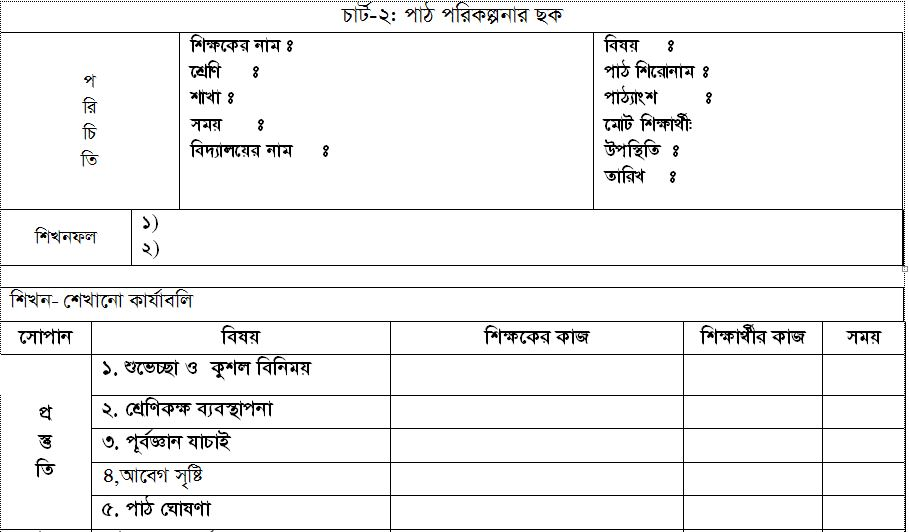 চার্ট-২: পাঠ পরিকল্পনার ছক
প
রি
চি
তি
শিক্ষকের নাম ঃ
শ্রেণি ঃ
শাখা ঃ
সময় ঃ
বিদ্যালয়ের নাম ঃ
বিষয় ঃ
পাঠ শিরোনাম ঃ
পাঠ্যাংশ ঃ
মোট শিক্ষার্থীঃ
উপস্থিতি ঃ
তারিখ ঃ
শিখনফল
১)
২)
শিখন- শেখানো কার্যাবলি
সোপান বিষয় শিক্ষকের কাজ শিক্ষার্থীর কাজ সময়
প্র
স্তু
তি
১. শুভেচ্ছা ও কুশল বিনিময়
২. শ্রেণিকক্ষ ব্যবস্থাপনা
৩. পূর্বজ্ঞান যাচাই
৪,আবেগ সৃষ্টি
৫. পাঠ ঘোষণা